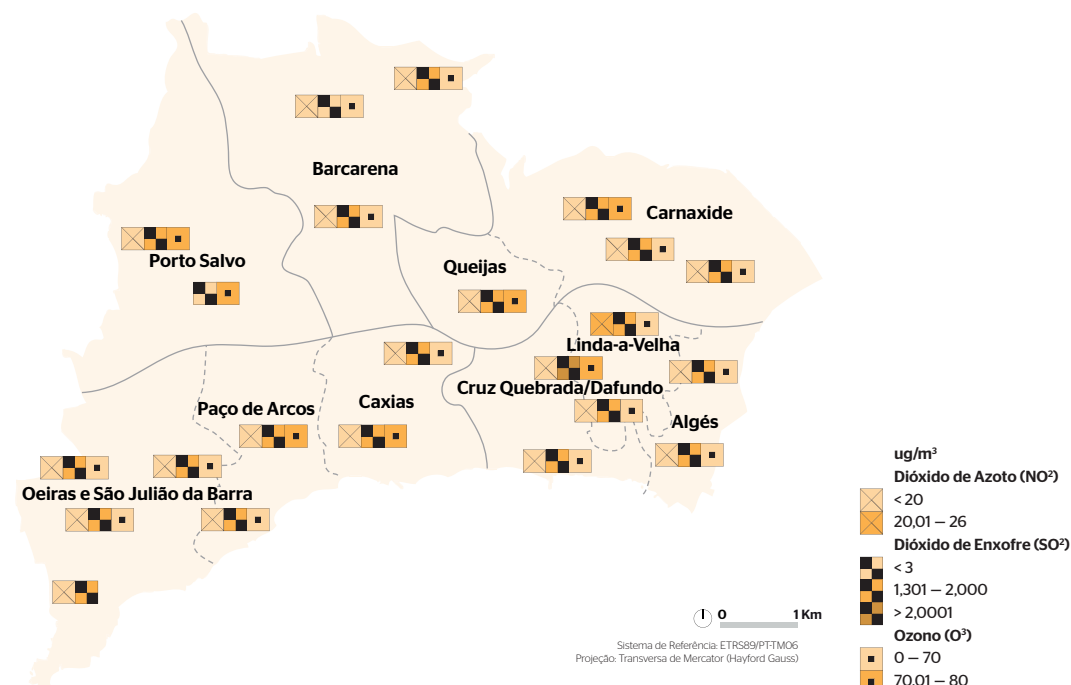 Barcarena
Carnaxide
Porto Salvo
Queijas
Linda-a-Velha
Cruz Quebrada/Dafundo
Paço de Arcos
Caxias
Algés
Oeiras e São Julião da Barra
ug/m³
Dióxido de Azoto (NO²)
< 20
20,01 – 26
Dióxido de Enxofre (SO²)
< 3
1,301 – 2,000
> 2,0001
Ozono (O³)
0 – 70
70,01 – 80
0 1 Km
Sistema de Referência: ETRS89/PT-TM06
Projeção: Transversa de Mercator (Hayford Gauss)